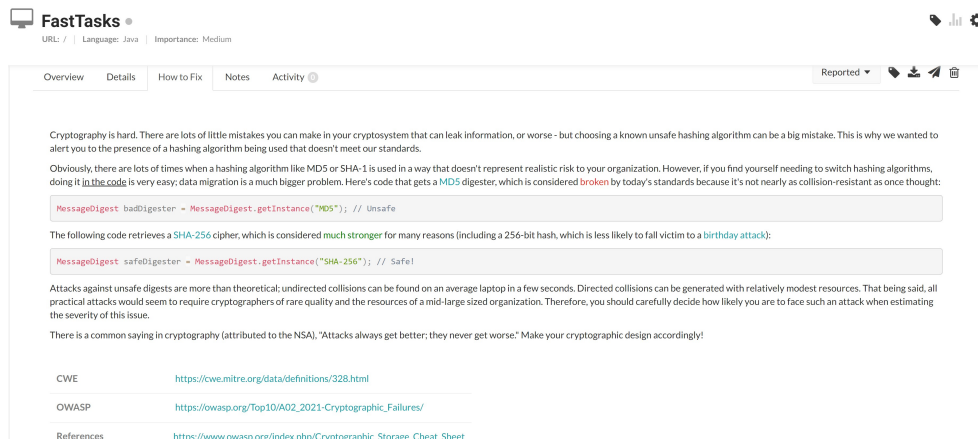 FastTasks
URL: / | Language: Java | Importance: Medium
Overview Details How to Fix Notes Activity 0 Reported
Cryptography is hard. There are lots of little mistakes you can make in your cryptosystem that can leak information, or worse - but choosing a known unsafe hashing algorithm can be a big mistake. This is why we wanted to
alert you to the presence of a hashing algorithm being used that doesn't meet our standards.
Obviously, there are lots of times when a hashing algorithm like MD5 or SHA-1 is used in a way that doesn't represent realistic risk to your organization. However, if you find yourself needing to switch hashing algorithms,
doing it in the code is very easy; data migration is a much bigger problem. Here's code that gets a MD5 digester, which is considered broken by today's standards because it's not nearly as collision-resistant as once thought:
MessageDigest badDigester = MessageDigest.getInstance("MD5"); // Unsafe
The following code retrieves a SHA-256 cipher, which is considered much stronger for many reasons (including a 256-bit hash, which is less likely to fall victim to a birthday attack):
MessageDigest safeDigester = MessageDigest.getInstance("SHA-256"); // Safe!
Attacks against unsafe digests are more than theoretical; undirected collisions can be found on an average laptop in a few seconds. Directed collisions can be generated with relatively modest resources. That being said, all
practical attacks would seem to require cryptographers of rare quality and the resources of a mid-large sized organization. Therefore, you should carefully decide how likely you are to face such an attack when estimating
the severity of this issue.
There is a common saying in cryptography (attributed to the NSA), "Attacks always get better; they never get worse." Make your cryptographic design accordingly!
CWE https://cwe.mitre.org/data/definitions/328.html
OWASP https://owasp.org/Top10/A02_2021-Cryptographic_Failures/
References https://www.owasp.org/index.php/Cryptographic_Storage_Cheat_Sheet